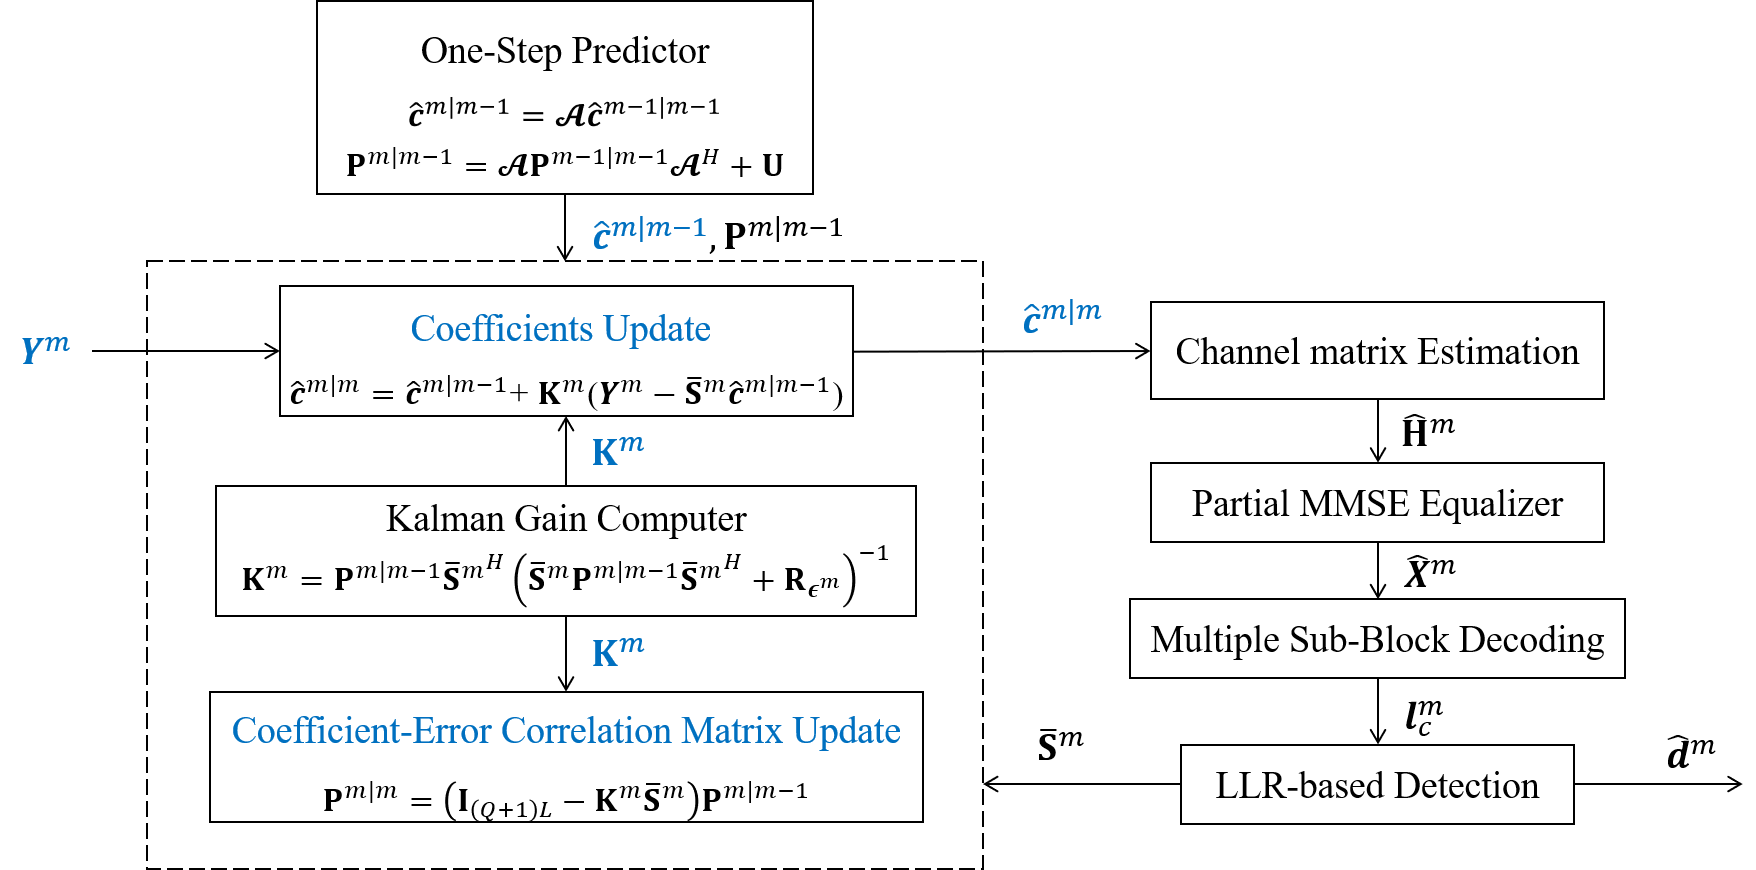 One-Step Predictor
ĉ^{m|m−1} = 𝓐ĉ^{m−1|m−1}
P^{m|m−1} = 𝓐P^{m−1|m−1}𝓐^H + U
ĉ^{m|m−1}, P^{m|m−1}
Y^m
Coefficients Update
ĉ^{m|m} = ĉ^{m|m−1}+ K^m(Y^m − S̄^m ĉ^{m|m−1})
K^m
Kalman Gain Computer
K^m = P^{m|m−1}S̄^{m^H}(S̄^m P^{m|m−1}S̄^{m^H} + R_{ϵ^m})^{−1}
K^m
Coefficient-Error Correlation Matrix Update
P^{m|m} = (I_{(Q+1)L} − K^m S̄^m)P^{m|m−1}
ĉ^{m|m}
Channel matrix Estimation
Ĥ^m
Partial MMSE Equalizer
X̂^m
Multiple Sub-Block Decoding
l_c^m
S̄^m
LLR-based Detection
d̂^m